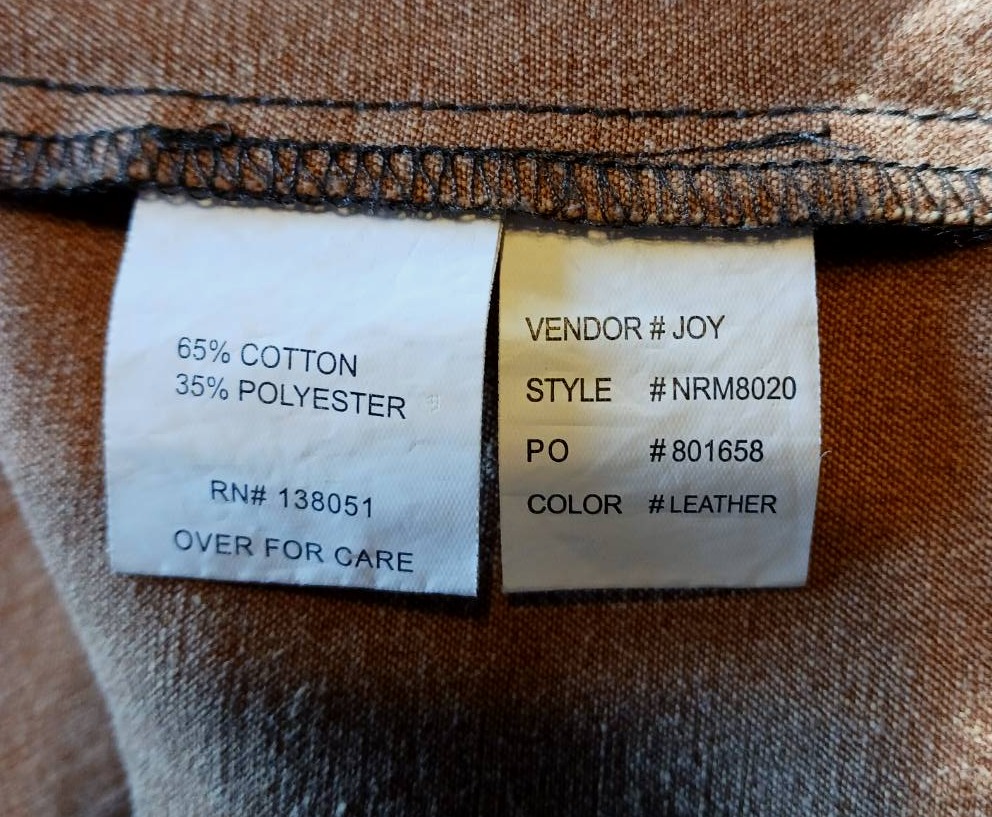 65% COTTON
35% POLYESTER
RN# 138051
OVER FOR CARE
VENDOR # JOY
STYLE # NRM8020
PO # 801658
COLOR # LEATHER